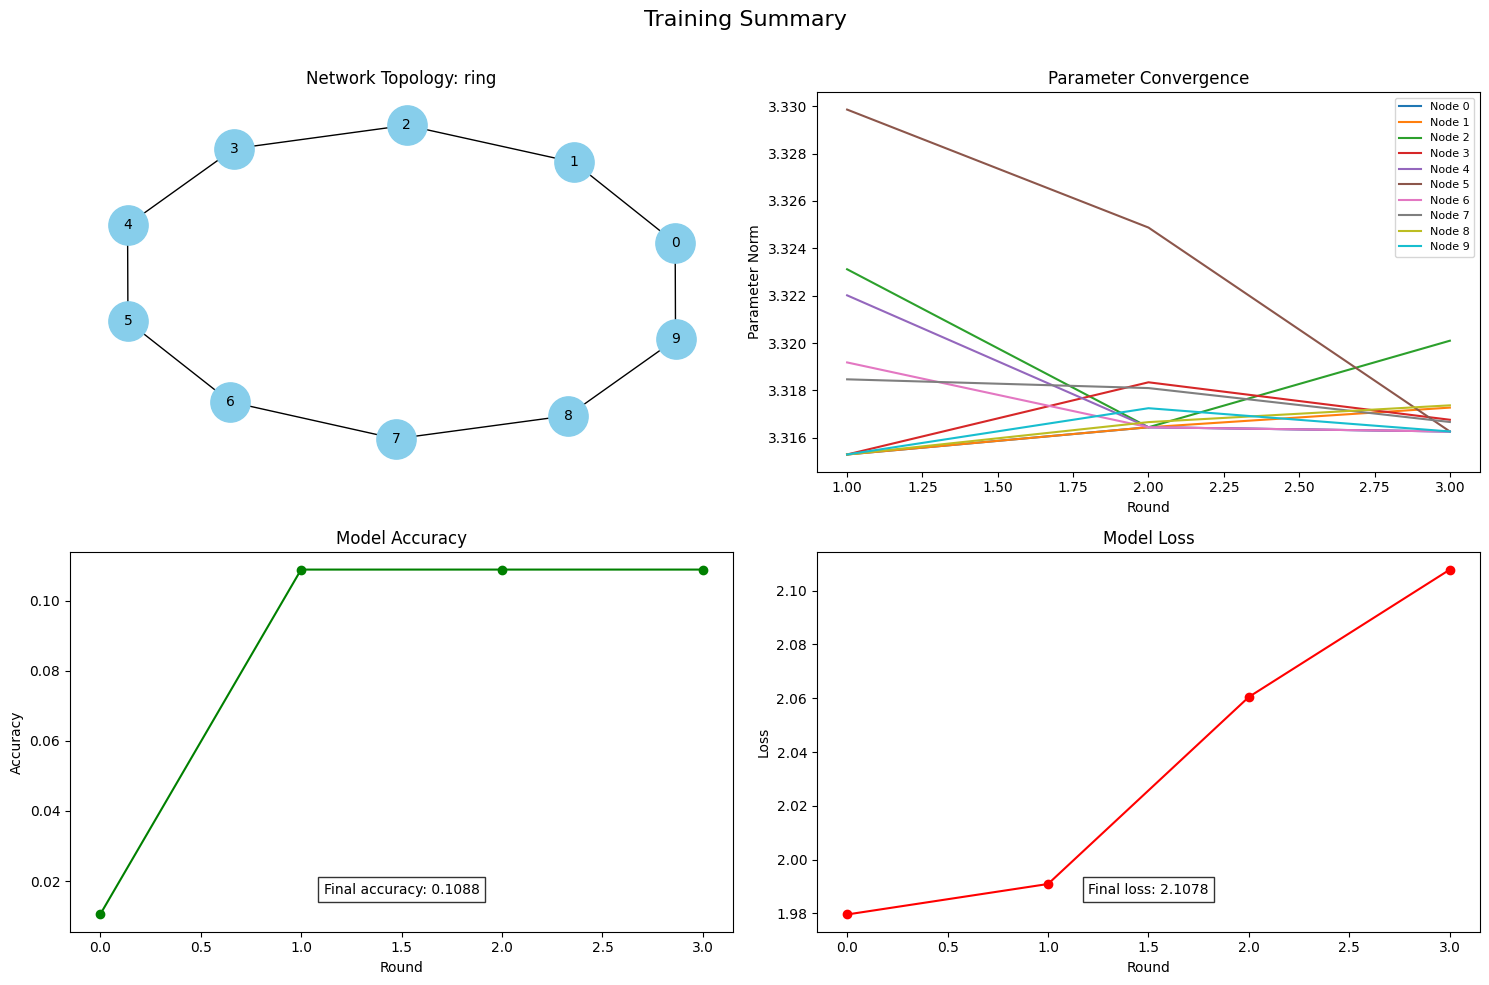 Training Summary
Network Topology: ring
2
3
1
4
0
5
9
6
8
7
Parameter Convergence
Parameter Norm
3.330
3.328
3.326
3.324
3.322
3.320
3.318
3.316
Node 0
Node 1
Node 2
Node 3
Node 4
Node 5
Node 6
Node 7
Node 8
Node 9
1.00 1.25 1.50 1.75 2.00 2.25 2.50 2.75 3.00
Round
Model Accuracy
Accuracy
0.10
0.08
0.06
0.04
0.02
Final accuracy: 0.1088
0.0 0.5 1.0 1.5 2.0 2.5 3.0
Round
Model Loss
Loss
2.10
2.08
2.06
2.04
2.02
2.00
1.98
Final loss: 2.1078
0.0 0.5 1.0 1.5 2.0 2.5 3.0
Round